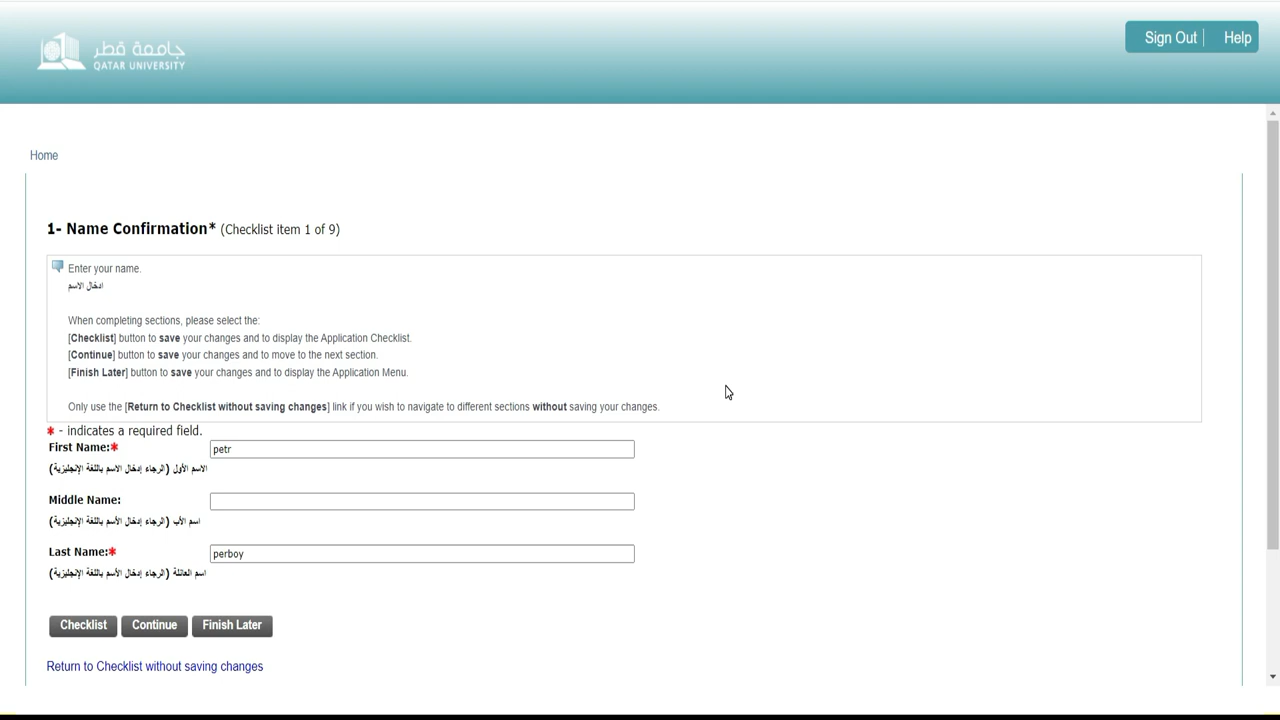 جامعة قطر
QATAR UNIVERSITY
Sign Out | Help
Home
1- Name Confirmation* (Checklist item 1 of 9)
Enter your name.
ادخال الاسم
When completing sections, please select the:
[Checklist] button to save your changes and to display the Application Checklist.
[Continue] button to save your changes and to move to the next section.
[Finish Later] button to save your changes and to display the Application Menu.
Only use the [Return to Checklist without saving changes] link if you wish to navigate to different sections without saving your changes.
* - indicates a required field.
First Name:* petr
الاسم الأول (الرجاء إدخال الاسم باللغة الإنجليزية)
Middle Name:
اسم الأب (الرجاء إدخال الأسم باللغة الإنجليزية)
Last Name:* perboy
اسم العائلة (الرجاء إدخال الأسم باللغة الإنجليزية)
Checklist Continue Finish Later
Return to Checklist without saving changes